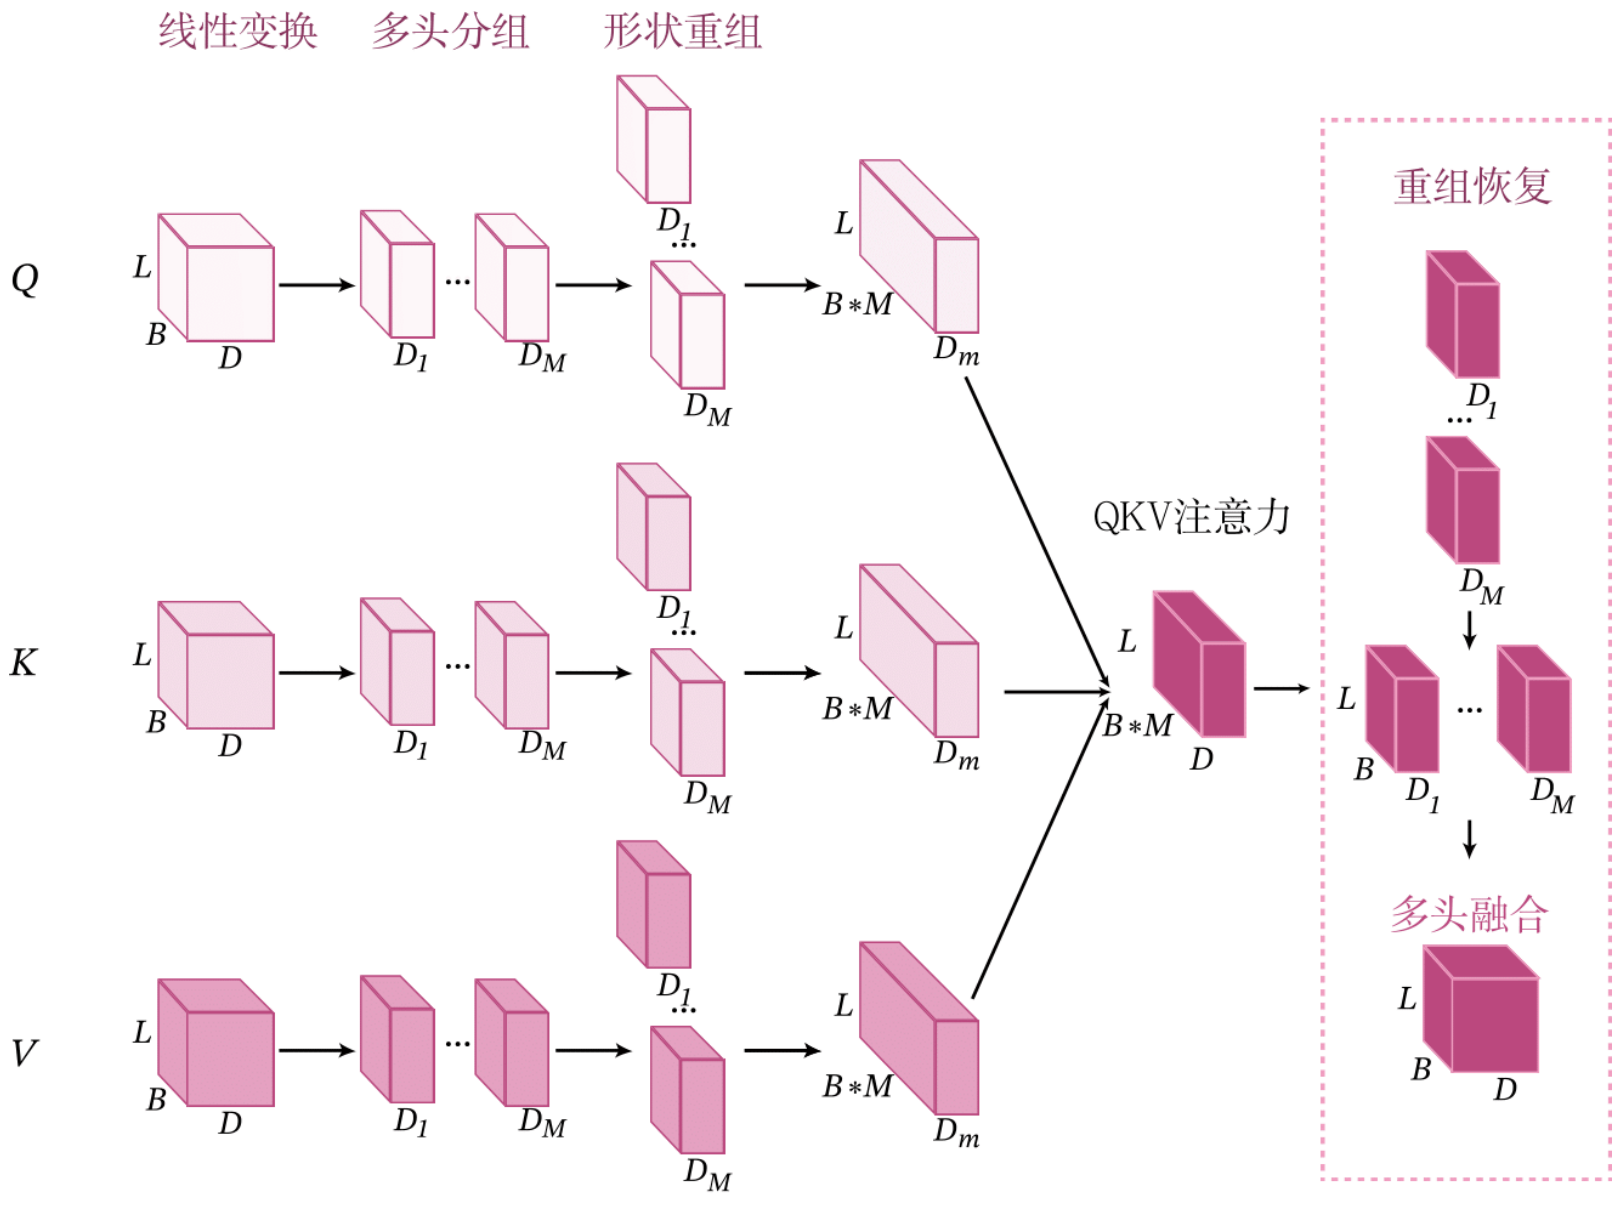 线性变换 多头分组 形状重组
D1
...
Q L B D D1 ... DM DM L B*M Dm
D1
...
K L B D D1 ... DM DM L B*M Dm
D1
...
V L B D D1 ... DM DM L B*M Dm
QKV注意力
L
B*M
D
重组恢复
D1
...
DM
L ...
B D1 DM
多头融合
L
B D